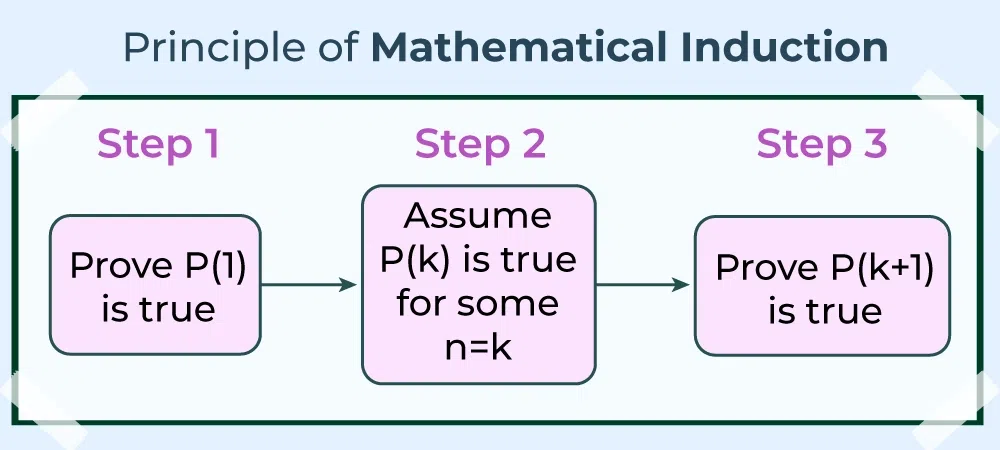 Principle of Mathematical Induction
Step 1
Step 2
Step 3
Prove P(1)
is true
Assume
P(k) is true
for some
n=k
Prove P(k+1)
is true